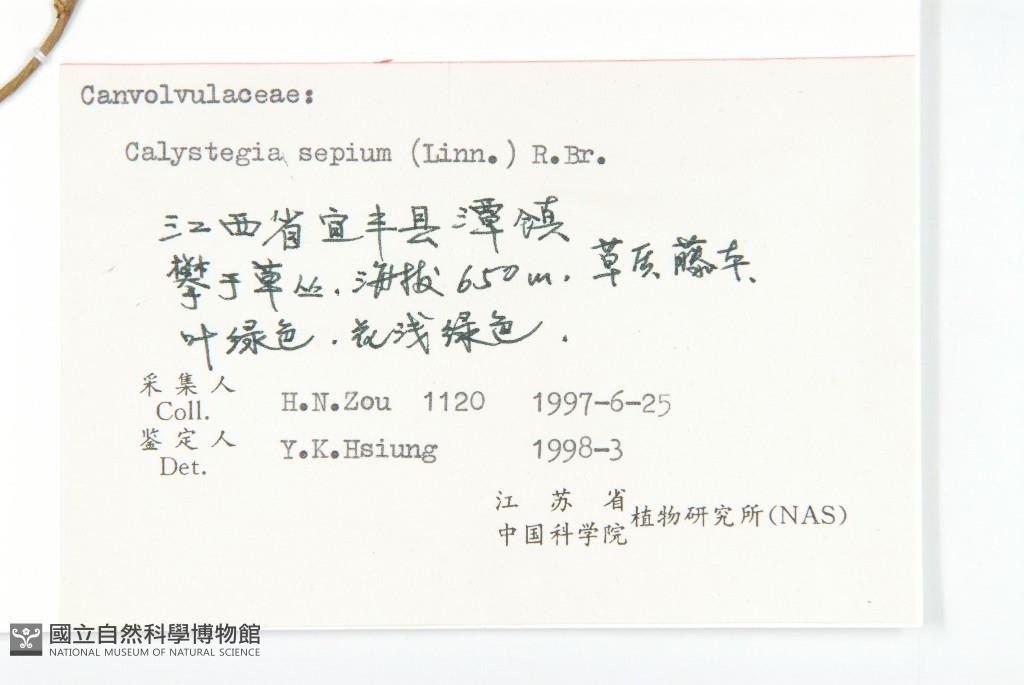 Canvolvulaceae:
Calystegia sepium (Linn.) R.Br.
江西省宜丰县潭镇
攀于草丛.海拔650m.草质藤本.
叶绿色.花浅绿色.
采集人
Coll.
H.N.Zou 1120 1997-6-25
鉴定人
Det.
Y.K.Hsiung 1998-3
江苏省
中国科学院
植物研究所(NAS)
國立自然科學博物館
NATIONAL MUSEUM OF NATURAL SCIENCE